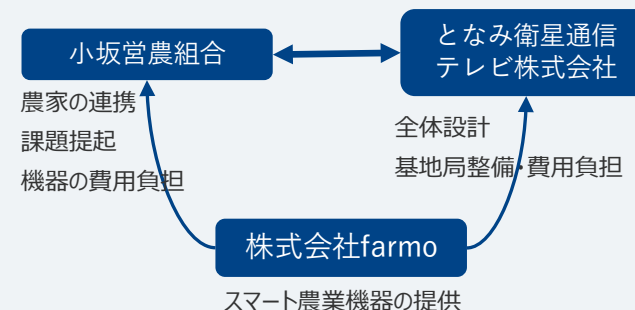 小坂営農組合
となみ衛星通信
テレビ株式会社
農家の連携
課題提起
機器の費用負担
全体設計
基地局整備・費用負担
株式会社farmo
スマート農業機器の提供